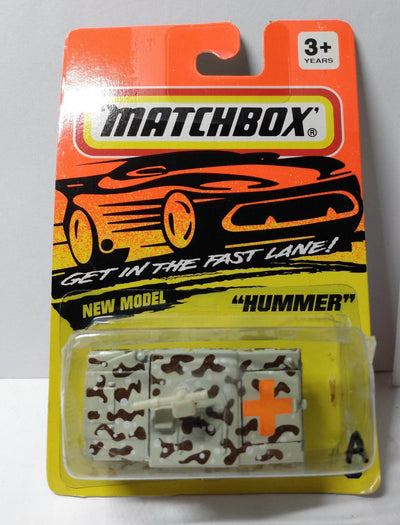 3+
YEARS
MATCHBOX®
GET IN THE FAST LANE!
NEW MODEL
"HUMMER"